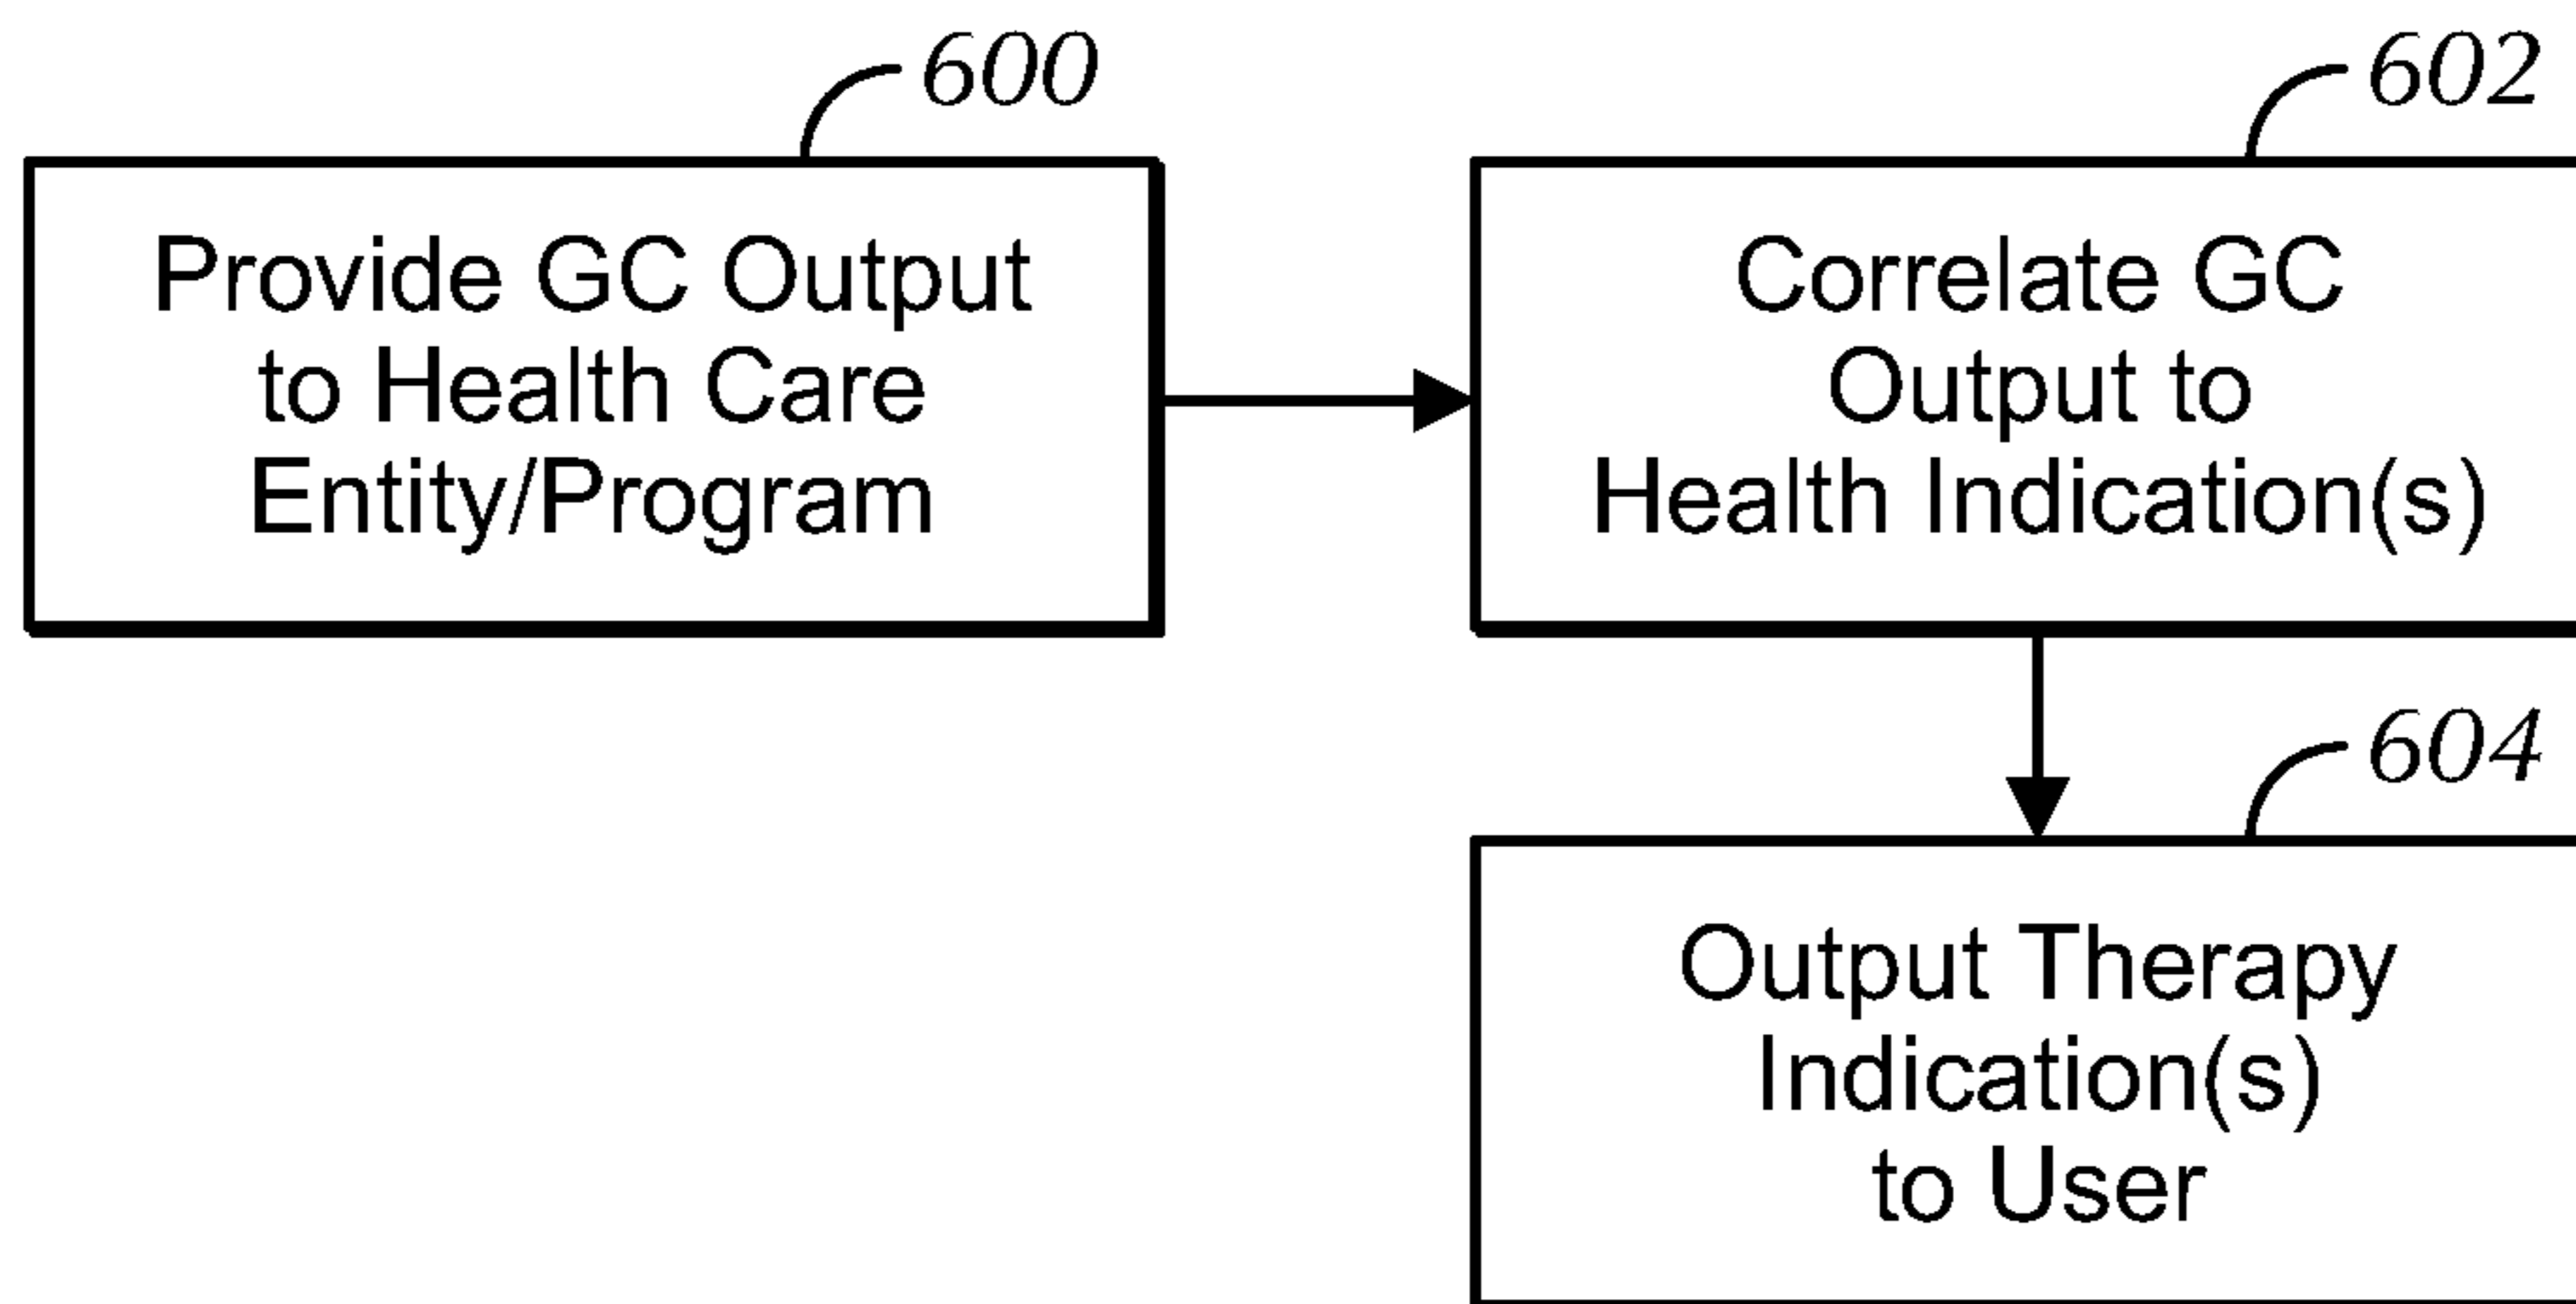 600
Provide GC Output
to Health Care
Entity/Program
602
Correlate GC
Output to
Health Indication(s)
604
Output Therapy
Indication(s)
to User